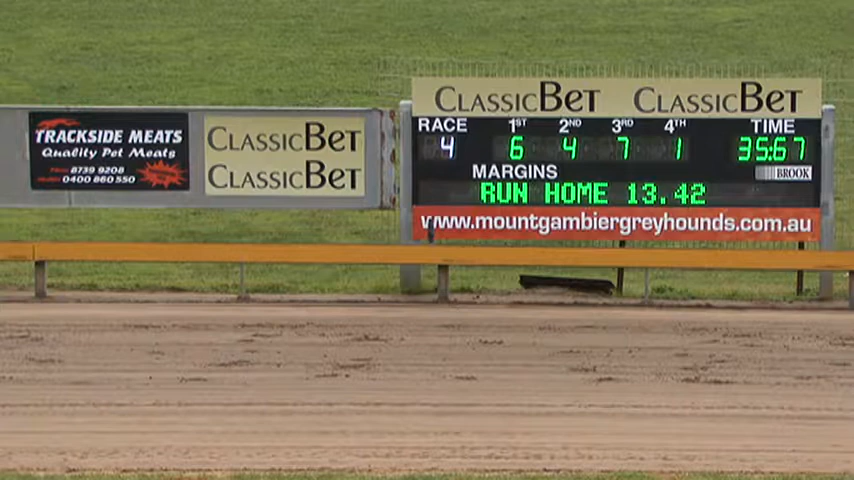 TRACKSIDE MEATS
Quality Pet Meats
8739 9208
0400 860 550
CLASSICBET
CLASSICBET
CLASSICBET CLASSICBET
RACE 1ST 2ND 3RD 4TH TIME
4 6 4 7 1 35:67
MARGINS BROOK
RUN HOME 13.42
www.mountgambiergreyhounds.com.au